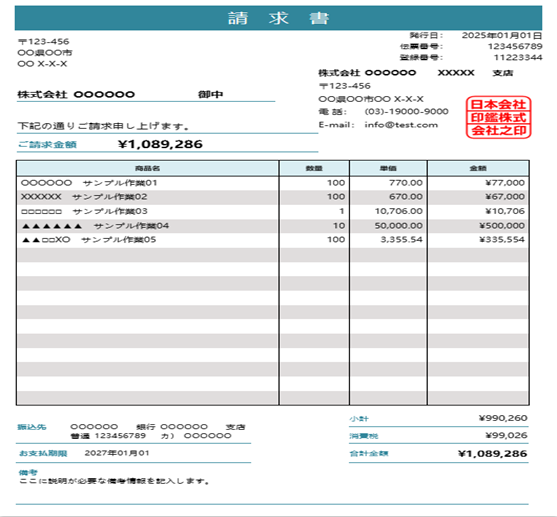 請求書
発行日： 2025年01月01日
伝票番号： 123456789
登録番号： 11223344
〒123-456
〇〇県〇〇市
〇〇 X-X-X
株式会社 〇〇〇〇〇〇 御中
株式会社 〇〇〇〇〇〇 XXXXX 支店
〒123-456
〇〇県〇〇市〇〇 X-X-X
電話： (03)-19000-9000
E-mail： info@test.com
日本会社
印鑑株式
会社之印
下記の通りご請求申し上げます。
ご請求金額 ¥1,089,286
商品名 数量 単価 金額
〇〇〇〇〇〇 サンプル作業01 100 770.00 ¥77,000
XXXXXX サンプル作業02 100 670.00 ¥67,000
□□□□□□ サンプル作業03 1 10,706.00 ¥10,706
▲▲▲▲▲▲ サンプル作業04 10 50,000.00 ¥500,000
▲▲□□XO サンプル作業05 100 3,355.54 ¥335,554
小計 ¥990,260
消費税 ¥99,026
合計金額 ¥1,089,286
振込先 〇〇〇〇〇〇 銀行 〇〇〇〇〇〇 支店
普通 123456789 カ） 〇〇〇〇〇〇
お支払期限 2027年01月01
備考
ここに説明が必要な備考情報を記入します。